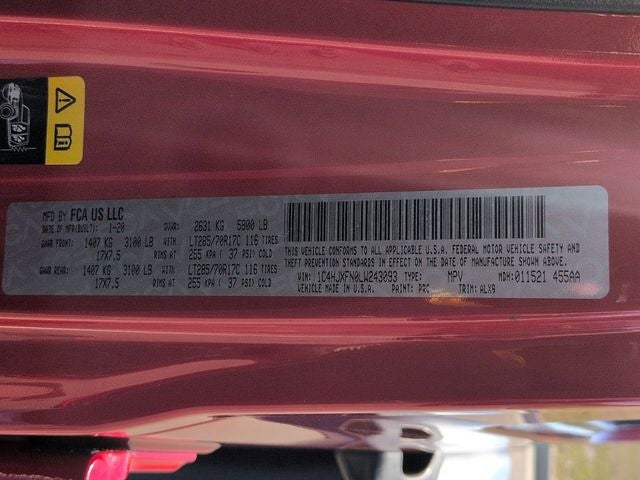 MFD BY FCA US LLC
DATE OF MFR(BUILT): 1-20 GVWR: 2631 KG 5800 LB
GAWR FRONT: 1407 KG 3100 LB WITH LT285/70R17C 116 TIRES
17X7.5 RIMS AT 255 KPA ( 37 PSI) COLD
GAWR REAR: 1407 KG 3100 LB WITH LT285/70R17C 116 TIRES
17X7.5 RIMS AT 255 KPA ( 37 PSI) COLD
THIS VEHICLE CONFORMS TO ALL APPLICABLE U.S.A. FEDERAL MOTOR VEHICLE SAFETY AND
THEFT PREVENTION STANDARDS IN EFFECT ON THE DATE OF MANUFACTURE SHOWN ABOVE.
VIN: 1C4HJXFN0LW243093 TYPE: MPV MDH: 011521 455AA
VEHICLE MADE IN U.S.A. PAINT: PRC TRIM: ALX9